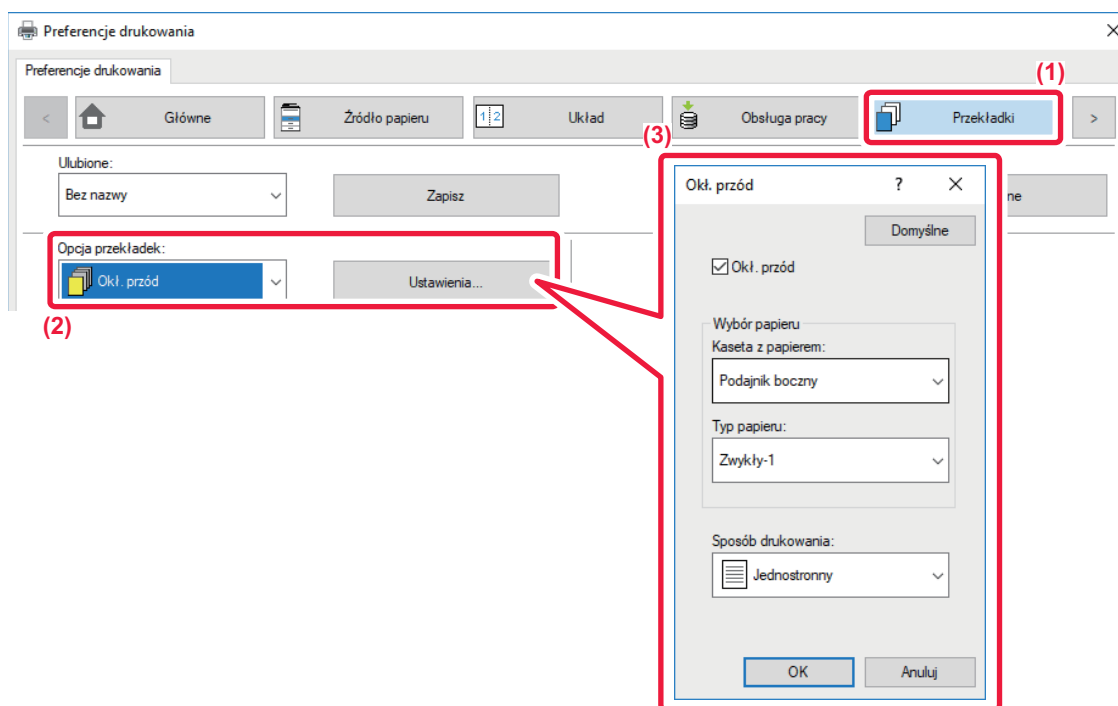 Preferencje drukowania
Preferencje drukowania
(1)
< Główne Źródło papieru 1 2 Układ Obsługa pracy Przekładki >
(3)
Ulubione:
Bez nazwy Zapisz
ne
Opcja przekładek:
Okł. przód Ustawienia...
(2)
Okł. przód ?
Domyślne
Okł. przód
Wybór papieru
Kaseta z papierem:
Podajnik boczny
Typ papieru:
Zwykły-1
Sposób drukowania:
Jednostronny
OK Anuluj